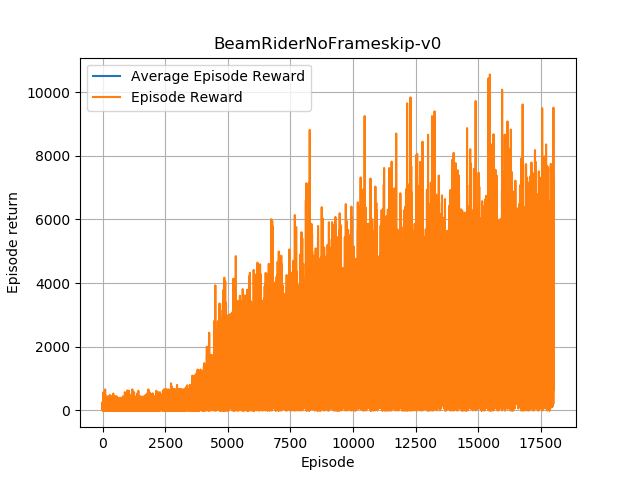 BeamRiderNoFrameskip-v0
Average Episode Reward
Episode Reward
10000
8000
6000
4000
2000
0
Episode return
0 2500 5000 7500 10000 12500 15000 17500
Episode